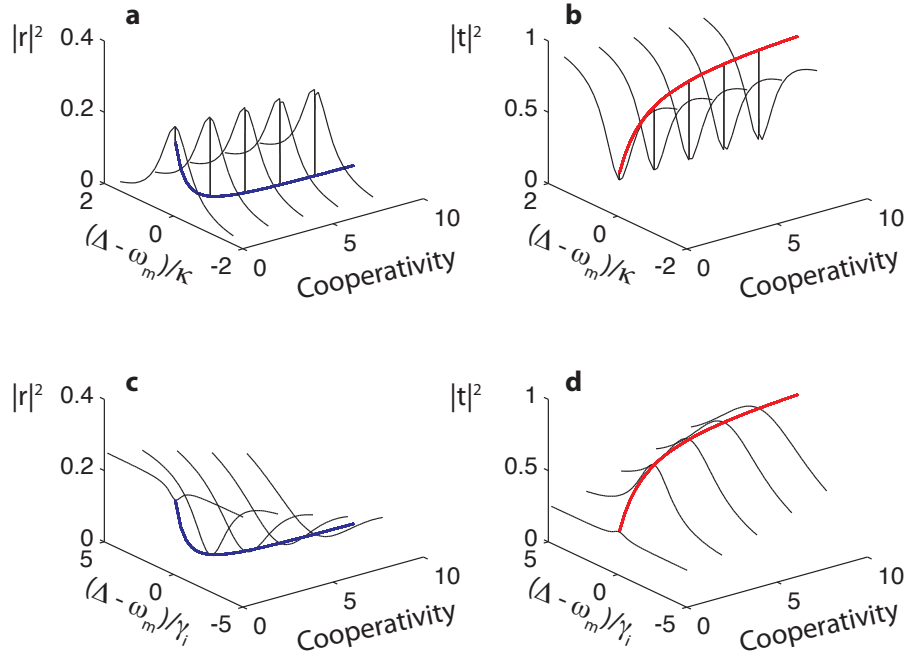 a
|r|²
0.4
0.2
0
2
0
-2
(Δ - ωm)/κ
0
5
10
Cooperativity
b
|t|²
1
0.5
0
2
0
-2
(Δ - ωm)/κ
0
5
10
Cooperativity
c
|r|²
0.4
0.2
0
5
0
-5
(Δ - ωm)/γi
0
5
10
Cooperativity
d
|t|²
1
0.5
0
5
0
-5
(Δ - ωm)/γi
0
5
10
Cooperativity